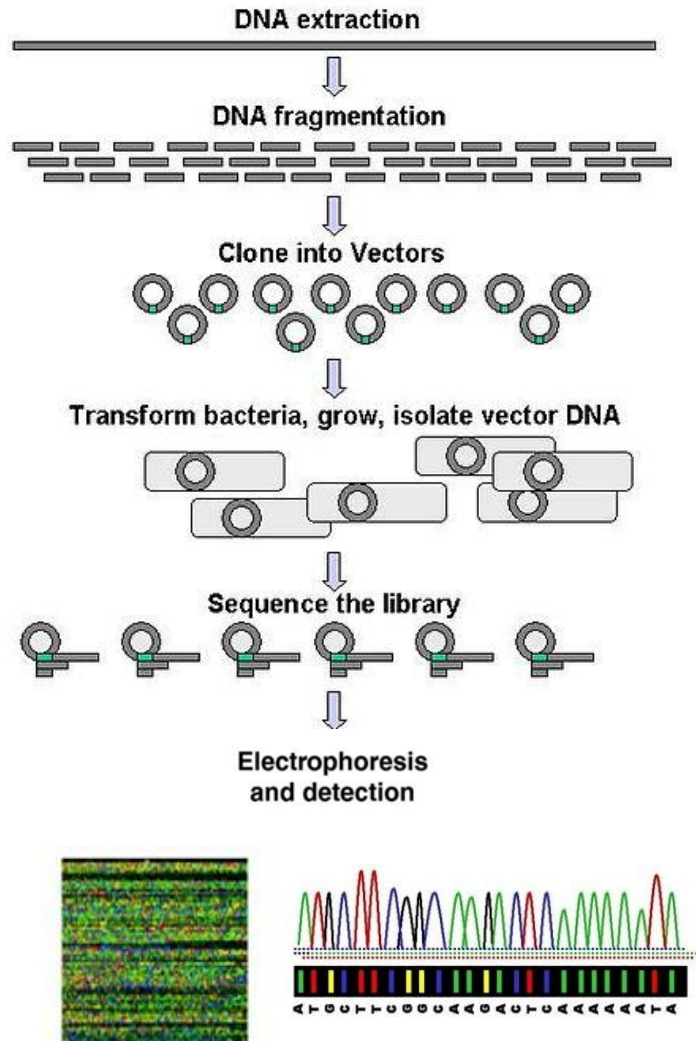 DNA extraction
DNA fragmentation
Clone into Vectors
Transform bacteria, grow, isolate vector DNA
Sequence the library
Electrophoresis
and detection
A T G C T T C G G C A A G A C T C A A A A A A T A